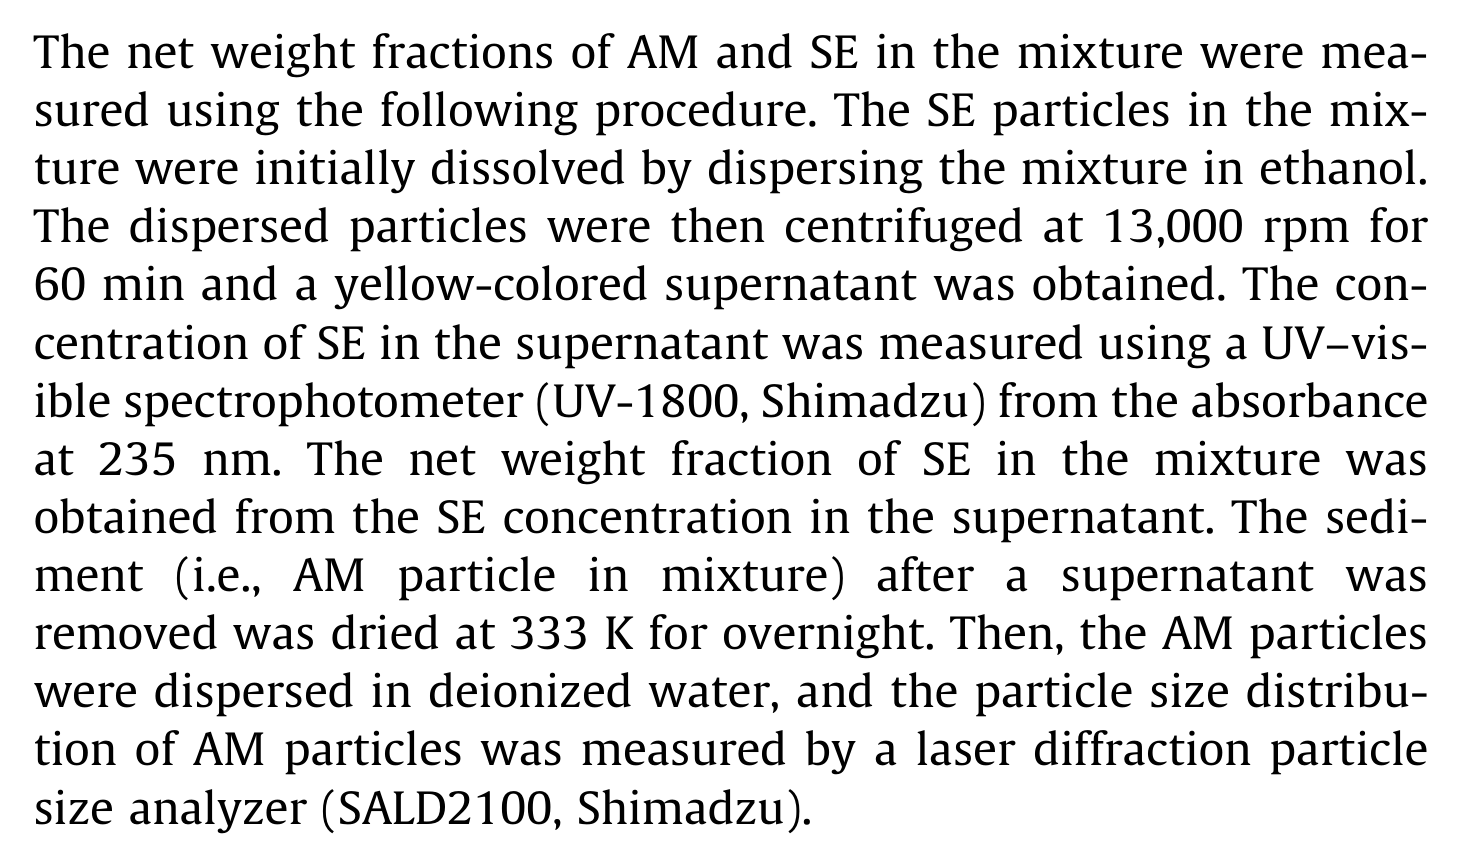 The net weight fractions of AM and SE in the mixture were mea-
sured using the following procedure. The SE particles in the mix-
ture were initially dissolved by dispersing the mixture in ethanol.
The dispersed particles were then centrifuged at 13,000 rpm for
60 min and a yellow-colored supernatant was obtained. The con-
centration of SE in the supernatant was measured using a UV–vis-
ible spectrophotometer (UV-1800, Shimadzu) from the absorbance
at 235 nm. The net weight fraction of SE in the mixture was
obtained from the SE concentration in the supernatant. The sedi-
ment (i.e., AM particle in mixture) after a supernatant was
removed was dried at 333 K for overnight. Then, the AM particles
were dispersed in deionized water, and the particle size distribu-
tion of AM particles was measured by a laser diffraction particle
size analyzer (SALD2100, Shimadzu).